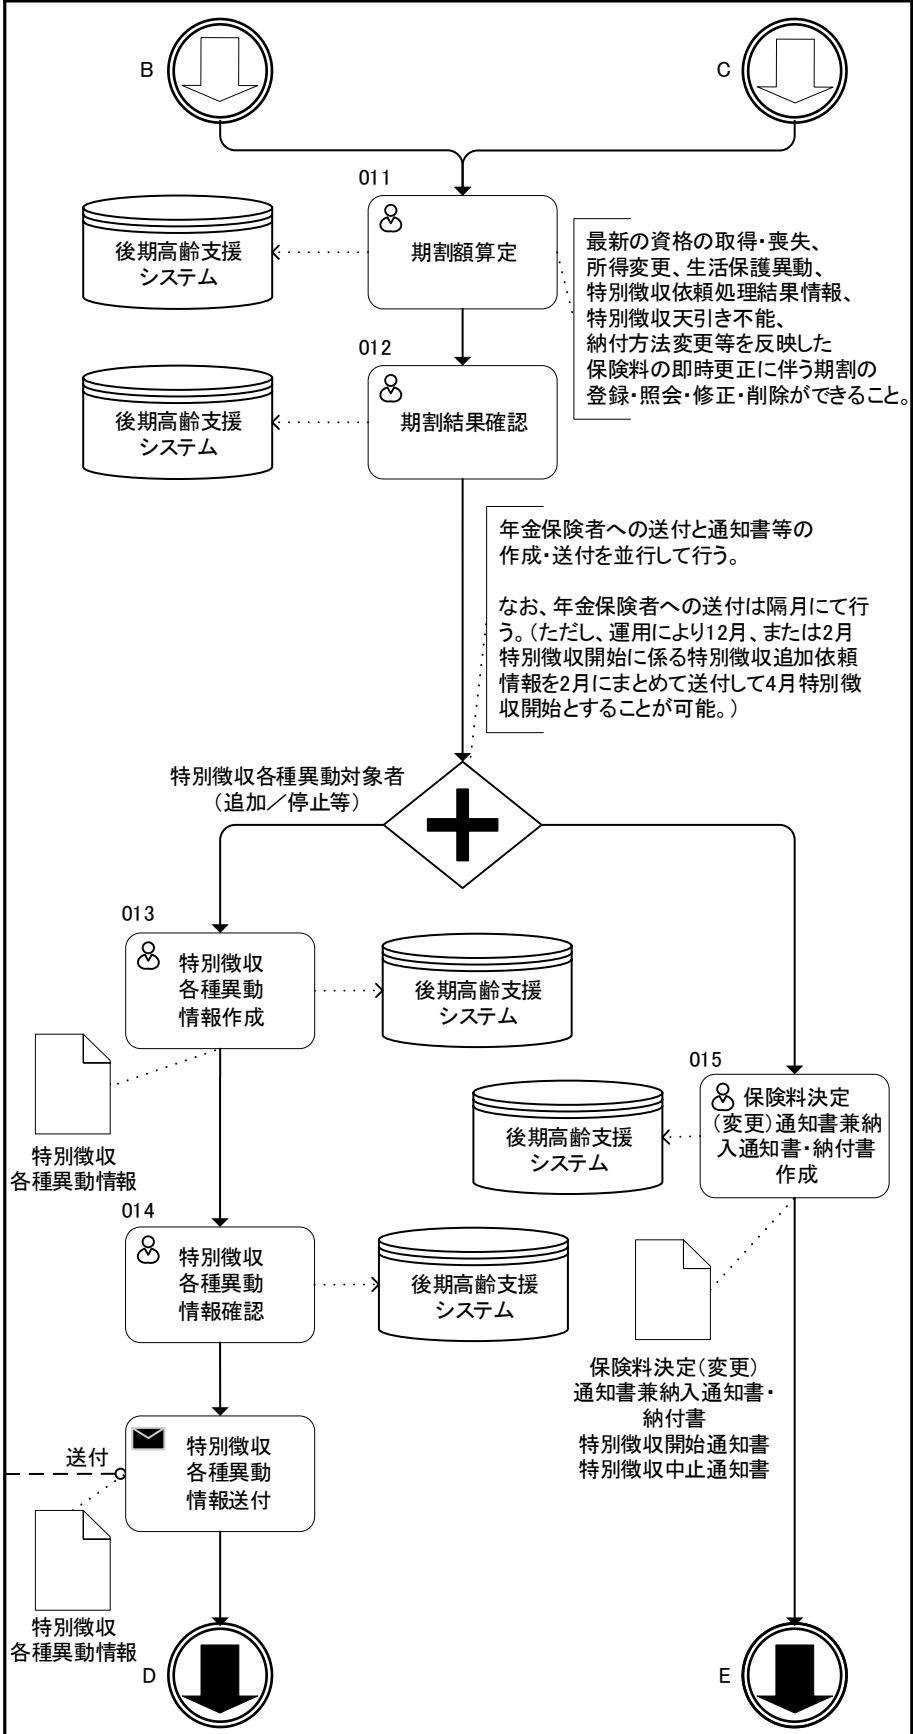 B
C
011
期割額算定
後期高齢支援
システム
最新の資格の取得・喪失、
所得変更、生活保護異動、
特別徴収依頼処理結果情報、
特別徴収天引き不能、
納付方法変更等を反映した
保険料の即時更正に伴う期割の
登録・照会・修正・削除ができること。
012
期割結果確認
後期高齢支援
システム
年金保険者への送付と通知書等の
作成・送付を並行して行う。
なお、年金保険者への送付は隔月にて行
う。（ただし、運用により12月、または2月
特別徴収開始に係る特別徴収追加依頼
情報を2月にまとめて送付して4月特別徴
収開始とすることが可能。）
特別徴収各種異動対象者
（追加／停止等）
013
特別徴収
各種異動
情報作成
後期高齢支援
システム
特別徴収
各種異動情報
015
保険料決定
（変更）通知書兼納
入通知書・納付書
作成
後期高齢支援
システム
014
特別徴収
各種異動
情報確認
後期高齢支援
システム
保険料決定（変更）
通知書兼納入通知書・
納付書
特別徴収開始通知書
特別徴収中止通知書
送付
特別徴収
各種異動
情報送付
特別徴収
各種異動情報
D
E